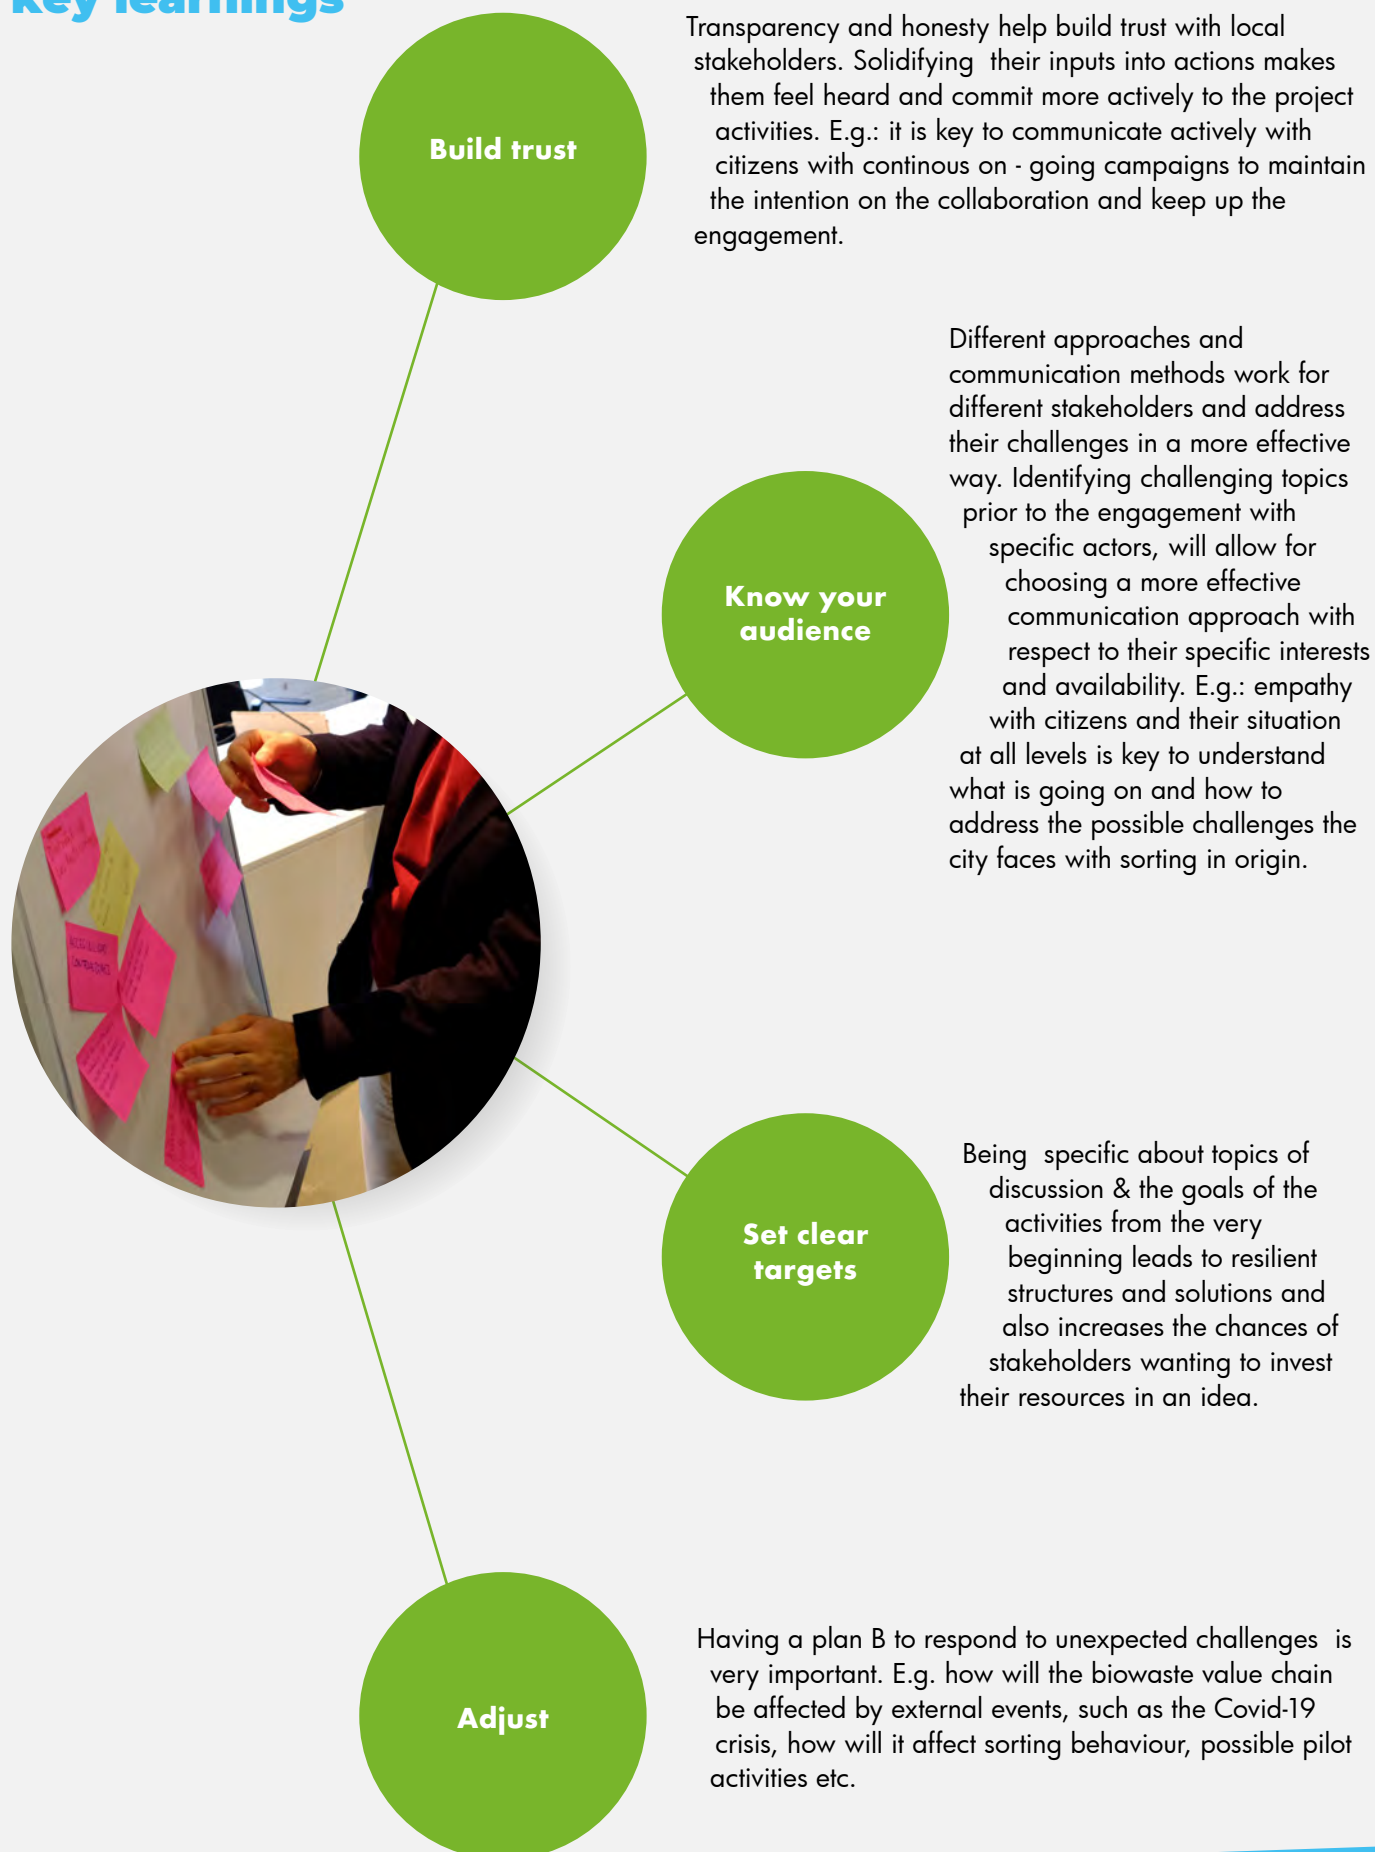 key learnings
Build trust
Transparency and honesty help build trust with local
stakeholders. Solidifying their inputs into actions makes
them feel heard and commit more actively to the project
activities. E.g.: it is key to communicate actively with
citizens with continous on - going campaigns to maintain
the intention on the collaboration and keep up the
engagement.
Know your
audience
Different approaches and
communication methods work for
different stakeholders and address
their challenges in a more effective
way. Identifying challenging topics
prior to the engagement with
specific actors, will allow for
choosing a more effective
communication approach with
respect to their specific interests
and availability. E.g.: empathy
with citizens and their situation
at all levels is key to understand
what is going on and how to
address the possible challenges the
city faces with sorting in origin.
Set clear
targets
Being specific about topics of
discussion & the goals of the
activities from the very
beginning leads to resilient
structures and solutions and
also increases the chances of
stakeholders wanting to invest
their resources in an idea.
Adjust
Having a plan B to respond to unexpected challenges is
very important. E.g. how will the biowaste value chain
be affected by external events, such as the Covid-19
crisis, how will it affect sorting behaviour, possible pilot
activities etc.